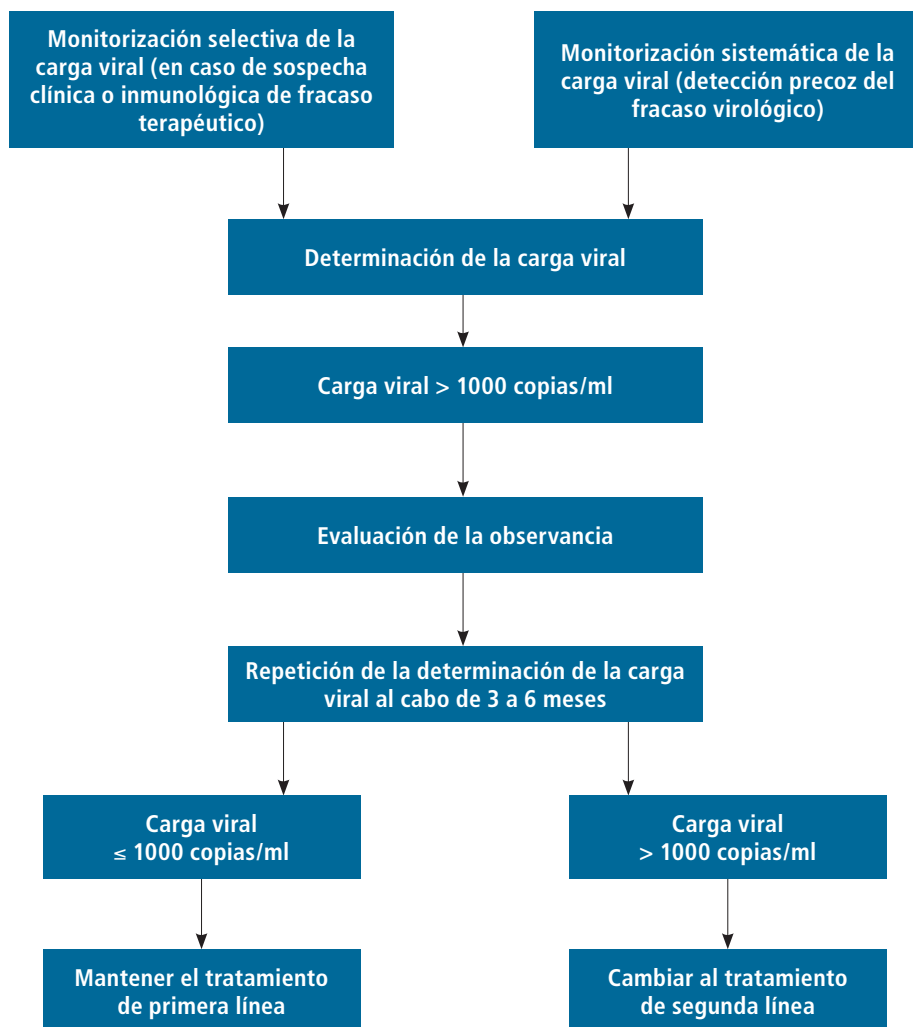 Monitorización selectiva de la
carga viral (en caso de sospecha
clínica o inmunológica de fracaso
terapéutico)
Monitorización sistemática de la
carga viral (detección precoz del
fracaso virológico)
Determinación de la carga viral
Carga viral > 1000 copias/ml
Evaluación de la observancia
Repetición de la determinación de la carga
viral al cabo de 3 a 6 meses
Carga viral
≤ 1000 copias/ml
Carga viral
> 1000 copias/ml
Mantener el tratamiento
de primera línea
Cambiar al tratamiento
de segunda línea